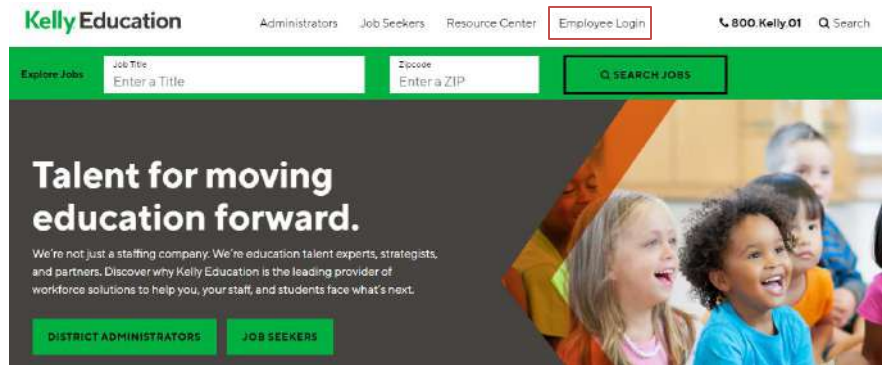 Kelly Education
Administrators Job Seekers Resource Center Employee Login 800.Kelly.01 Search
Explore Jobs
Job Title
Enter a Title
Zipcode
Enter a ZIP
SEARCH JOBS
Talent for moving
education forward.
We're not just a staffing company. We're education talent experts, strategists,
and partners. Discover why Kelly Education is the leading provider of
workforce solutions to help you, your staff, and students face what's next.
DISTRICT ADMINISTRATORS JOB SEEKERS